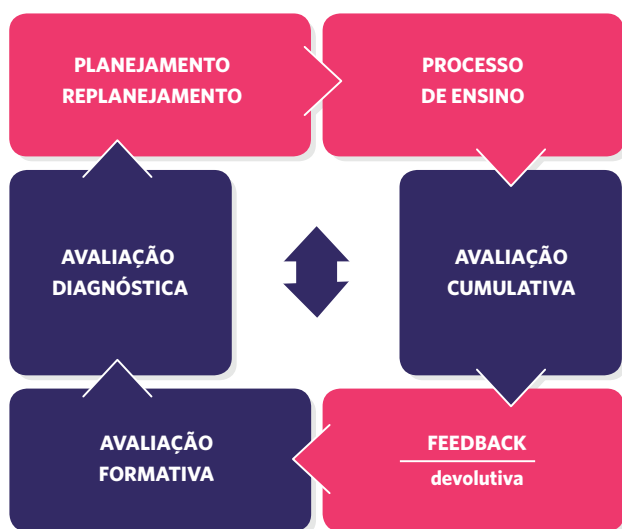 PLANEJAMENTO
REPLANEJAMENTO
PROCESSO
DE ENSINO
AVALIAÇÃO
DIAGNÓSTICA
AVALIAÇÃO
CUMULATIVA
AVALIAÇÃO
FORMATIVA
FEEDBACK
devolutiva